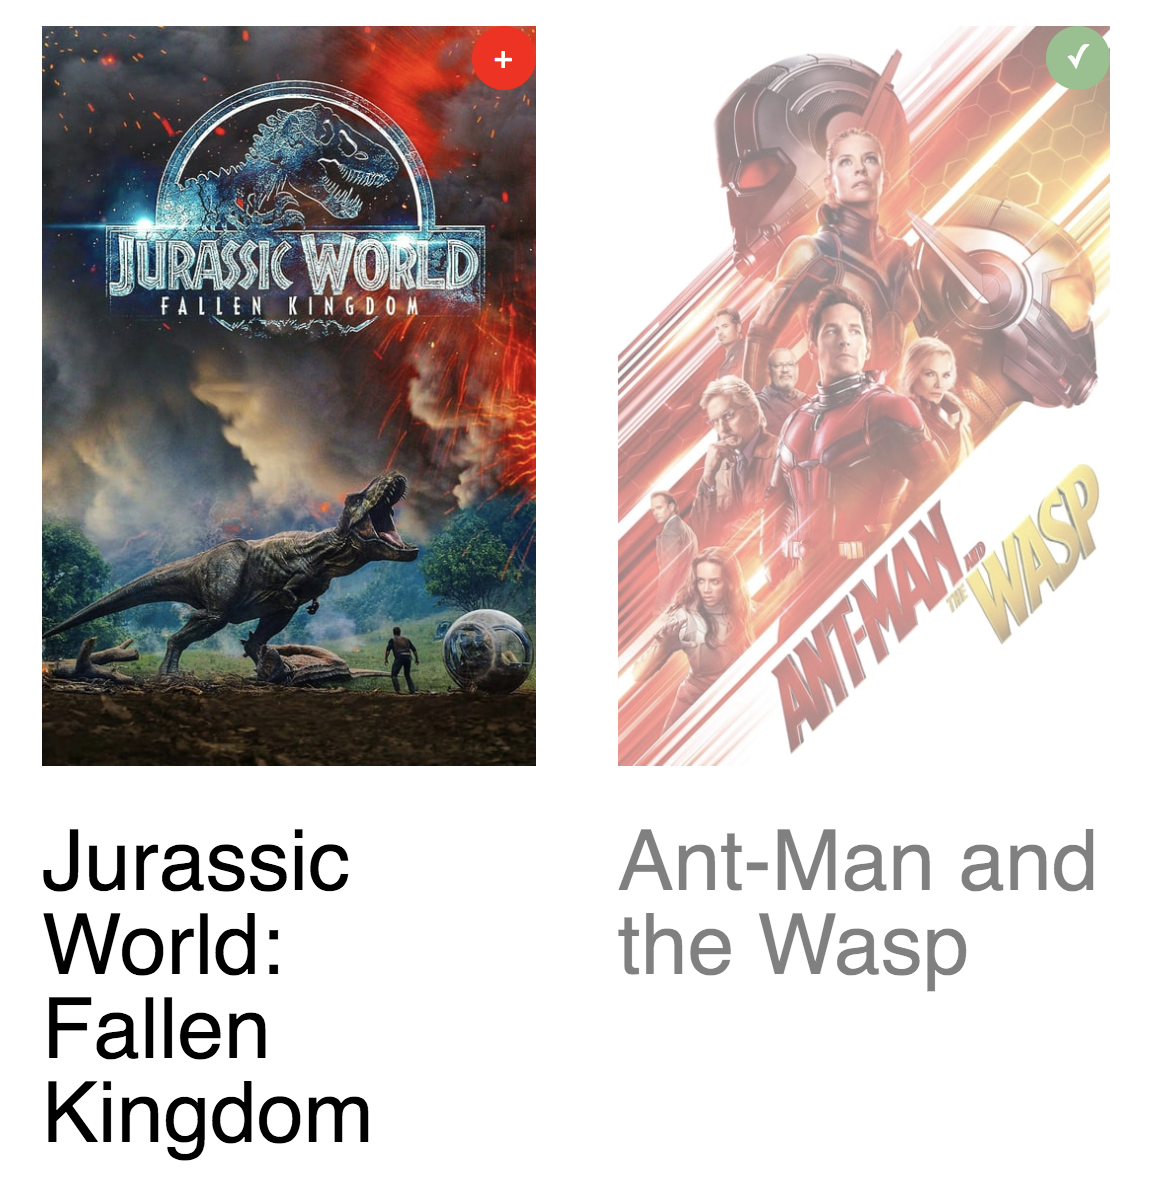 +
✓
JURASSIC WORLD
FALLEN KINGDOM
ANT-MAN
AND
THE
WASP
Jurassic
World:
Fallen
Kingdom
Ant-Man and
the Wasp